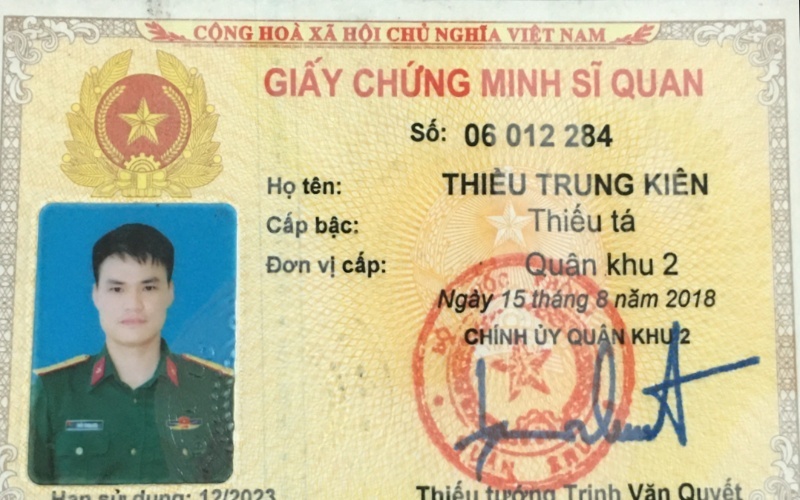 CỘNG HOÀ XÃ HỘI CHỦ NGHĨA VIỆT NAM
GIẤY CHỨNG MINH SĨ QUAN
Số: 06 012 284
Họ tên: THIỀU TRUNG KIÊN
Cấp bậc: Thiếu tá
Đơn vị cấp: Quân khu 2
Ngày 15 tháng 8 năm 2018
CHÍNH ỦY QUÂN KHU 2
Hạn sử dụng: 12/2023
Thiếu tướng Trịnh Văn Quyết